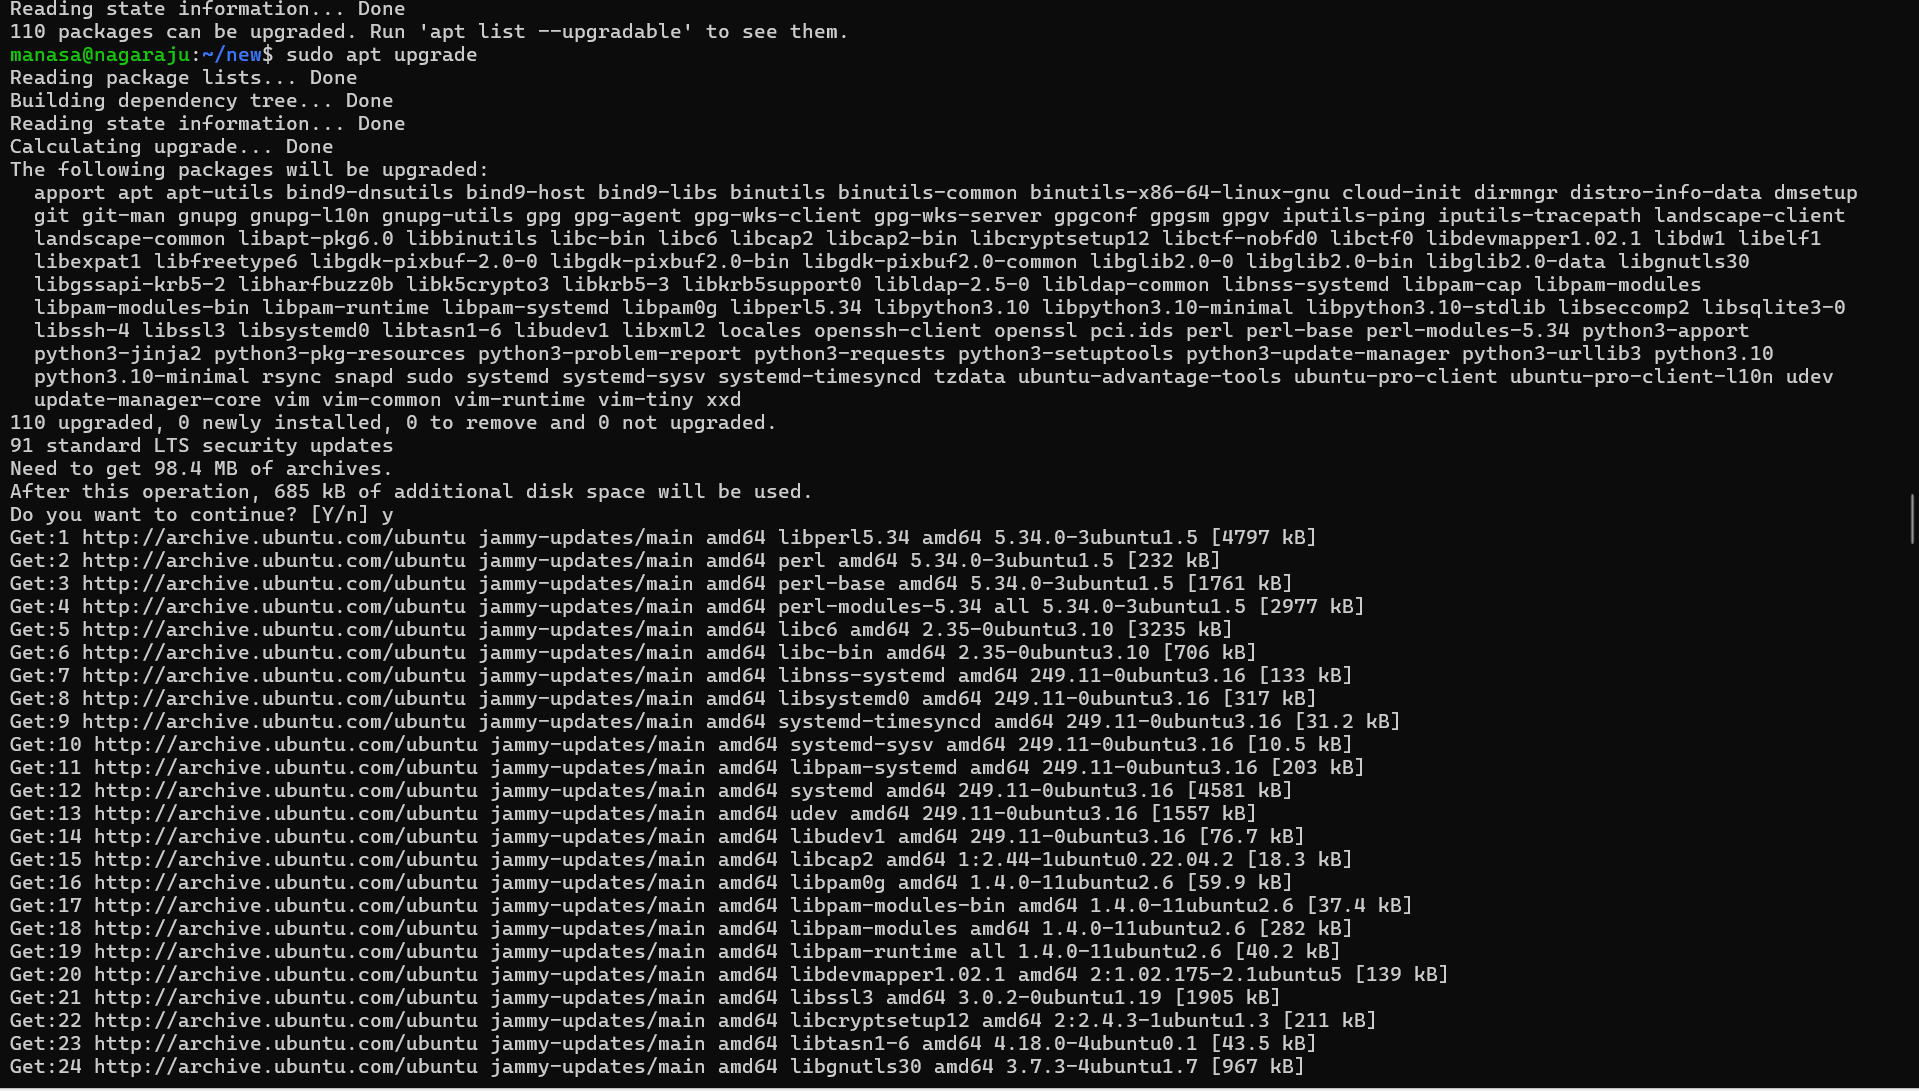 Reading state information... Done
110 packages can be upgraded. Run 'apt list --upgradable' to see them.
manasa@nagaraju:~/new$ sudo apt upgrade
Reading package lists... Done
Building dependency tree... Done
Reading state information... Done
Calculating upgrade... Done
The following packages will be upgraded:
  apport apt apt-utils bind9-dnsutils bind9-host bind9-libs binutils binutils-common binutils-x86-64-linux-gnu cloud-init dirmngr distro-info-data dmsetup
  git git-man gnupg gnupg-l10n gnupg-utils gpg gpg-agent gpg-wks-client gpg-wks-server gpgconf gpgsm gpgv iputils-ping iputils-tracepath landscape-client
  landscape-common libapt-pkg6.0 libbinutils libc-bin libc6 libcap2 libcap2-bin libcryptsetup12 libctf-nobfd0 libctf0 libdevmapper1.02.1 libdw1 libelf1
  libexpat1 libfreetype6 libgdk-pixbuf-2.0-0 libgdk-pixbuf2.0-bin libgdk-pixbuf2.0-common libglib2.0-0 libglib2.0-bin libglib2.0-data libgnutls30
  libgssapi-krb5-2 libharfbuzz0b libk5crypto3 libkrb5-3 libkrb5support0 libldap-2.5-0 libldap-common libnss-systemd libpam-cap libpam-modules
  libpam-modules-bin libpam-runtime libpam-systemd libpam0g libperl5.34 libpython3.10 libpython3.10-minimal libpython3.10-stdlib libseccomp2 libsqlite3-0
  libssh-4 libssl3 libsystemd0 libtasn1-6 libudev1 libxml2 locales openssh-client openssl pci.ids perl perl-base perl-modules-5.34 python3-apport
  python3-jinja2 python3-pkg-resources python3-problem-report python3-requests python3-setuptools python3-update-manager python3-urllib3 python3.10
  python3.10-minimal rsync snapd sudo systemd systemd-sysv systemd-timesyncd tzdata ubuntu-advantage-tools ubuntu-pro-client ubuntu-pro-client-l10n udev
  update-manager-core vim vim-common vim-runtime vim-tiny xxd
110 upgraded, 0 newly installed, 0 to remove and 0 not upgraded.
91 standard LTS security updates
Need to get 98.4 MB of archives.
After this operation, 685 kB of additional disk space will be used.
Do you want to continue? [Y/n] y
Get:1 http://archive.ubuntu.com/ubuntu jammy-updates/main amd64 libperl5.34 amd64 5.34.0-3ubuntu1.5 [4797 kB]
Get:2 http://archive.ubuntu.com/ubuntu jammy-updates/main amd64 perl amd64 5.34.0-3ubuntu1.5 [232 kB]
Get:3 http://archive.ubuntu.com/ubuntu jammy-updates/main amd64 perl-base amd64 5.34.0-3ubuntu1.5 [1761 kB]
Get:4 http://archive.ubuntu.com/ubuntu jammy-updates/main amd64 perl-modules-5.34 all 5.34.0-3ubuntu1.5 [2977 kB]
Get:5 http://archive.ubuntu.com/ubuntu jammy-updates/main amd64 libc6 amd64 2.35-0ubuntu3.10 [3235 kB]
Get:6 http://archive.ubuntu.com/ubuntu jammy-updates/main amd64 libc-bin amd64 2.35-0ubuntu3.10 [706 kB]
Get:7 http://archive.ubuntu.com/ubuntu jammy-updates/main amd64 libnss-systemd amd64 249.11-0ubuntu3.16 [133 kB]
Get:8 http://archive.ubuntu.com/ubuntu jammy-updates/main amd64 libsystemd0 amd64 249.11-0ubuntu3.16 [317 kB]
Get:9 http://archive.ubuntu.com/ubuntu jammy-updates/main amd64 systemd-timesyncd amd64 249.11-0ubuntu3.16 [31.2 kB]
Get:10 http://archive.ubuntu.com/ubuntu jammy-updates/main amd64 systemd-sysv amd64 249.11-0ubuntu3.16 [10.5 kB]
Get:11 http://archive.ubuntu.com/ubuntu jammy-updates/main amd64 libpam-systemd amd64 249.11-0ubuntu3.16 [203 kB]
Get:12 http://archive.ubuntu.com/ubuntu jammy-updates/main amd64 systemd amd64 249.11-0ubuntu3.16 [4581 kB]
Get:13 http://archive.ubuntu.com/ubuntu jammy-updates/main amd64 udev amd64 249.11-0ubuntu3.16 [1557 kB]
Get:14 http://archive.ubuntu.com/ubuntu jammy-updates/main amd64 libudev1 amd64 249.11-0ubuntu3.16 [76.7 kB]
Get:15 http://archive.ubuntu.com/ubuntu jammy-updates/main amd64 libcap2 amd64 1:2.44-1ubuntu0.22.04.2 [18.3 kB]
Get:16 http://archive.ubuntu.com/ubuntu jammy-updates/main amd64 libpam0g amd64 1.4.0-11ubuntu2.6 [59.9 kB]
Get:17 http://archive.ubuntu.com/ubuntu jammy-updates/main amd64 libpam-modules-bin amd64 1.4.0-11ubuntu2.6 [37.4 kB]
Get:18 http://archive.ubuntu.com/ubuntu jammy-updates/main amd64 libpam-modules amd64 1.4.0-11ubuntu2.6 [282 kB]
Get:19 http://archive.ubuntu.com/ubuntu jammy-updates/main amd64 libpam-runtime all 1.4.0-11ubuntu2.6 [40.2 kB]
Get:20 http://archive.ubuntu.com/ubuntu jammy-updates/main amd64 libdevmapper1.02.1 amd64 2:1.02.175-2.1ubuntu5 [139 kB]
Get:21 http://archive.ubuntu.com/ubuntu jammy-updates/main amd64 libssl3 amd64 3.0.2-0ubuntu1.19 [1905 kB]
Get:22 http://archive.ubuntu.com/ubuntu jammy-updates/main amd64 libcryptsetup12 amd64 2:2.4.3-1ubuntu1.3 [211 kB]
Get:23 http://archive.ubuntu.com/ubuntu jammy-updates/main amd64 libtasn1-6 amd64 4.18.0-4ubuntu0.1 [43.5 kB]
Get:24 http://archive.ubuntu.com/ubuntu jammy-updates/main amd64 libgnutls30 amd64 3.7.3-4ubuntu1.7 [967 kB]